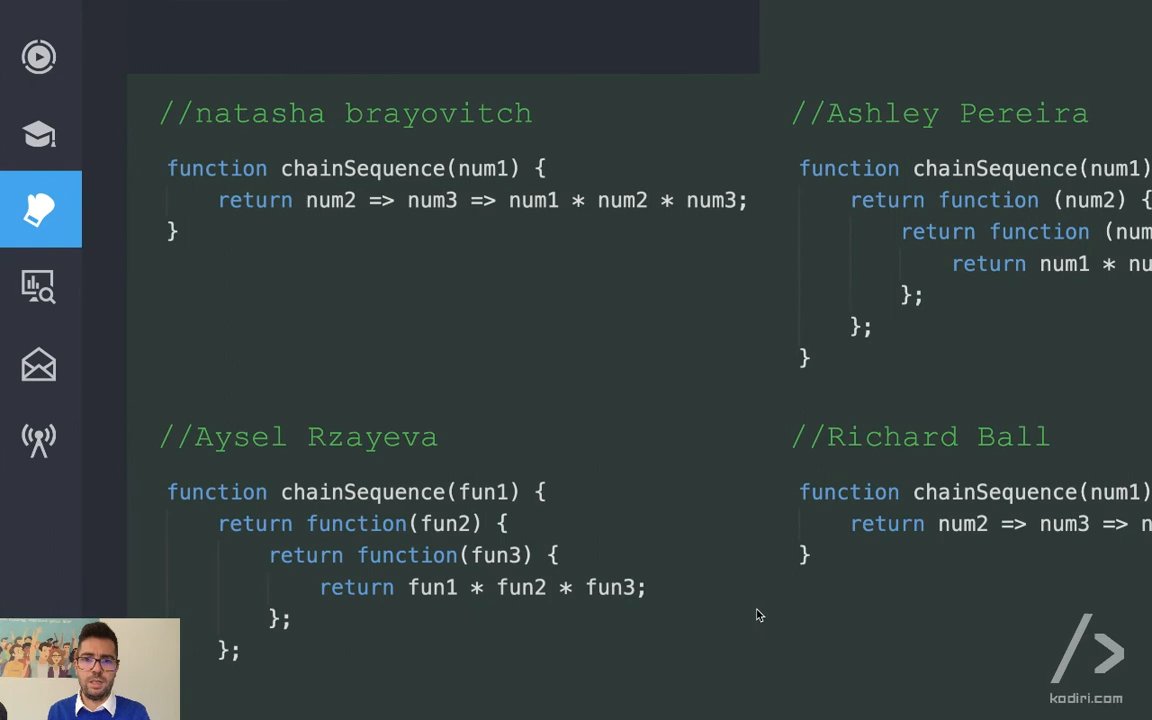 //natasha brayovitch
function chainSequence(num1) {
return num2 => num3 => num1 * num2 * num3;
}
//Ashley Pereira
function chainSequence(num1)
return function (num2) {
return function (num
return num1 * nu
};
};
}
//Aysel Rzayeva
function chainSequence(fun1) {
return function(fun2) {
return function(fun3) {
return fun1 * fun2 * fun3;
};
};
//Richard Ball
function chainSequence(num1)
return num2 => num3 => n
}
kodiri.com